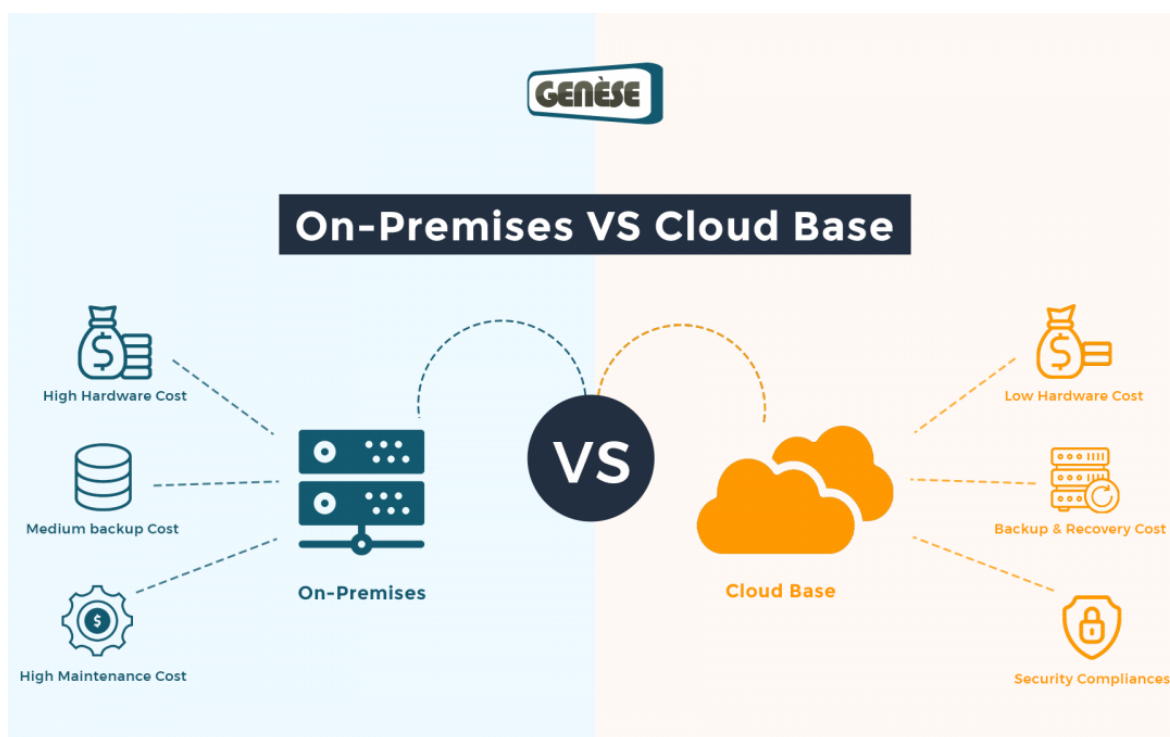 GENÈSE
On-Premises VS Cloud Base
$
High Hardware Cost
Medium backup Cost
$
High Maintenance Cost
On-Premises
VS
Cloud Base
$
Low Hardware Cost
Backup & Recovery Cost
Security Compliances